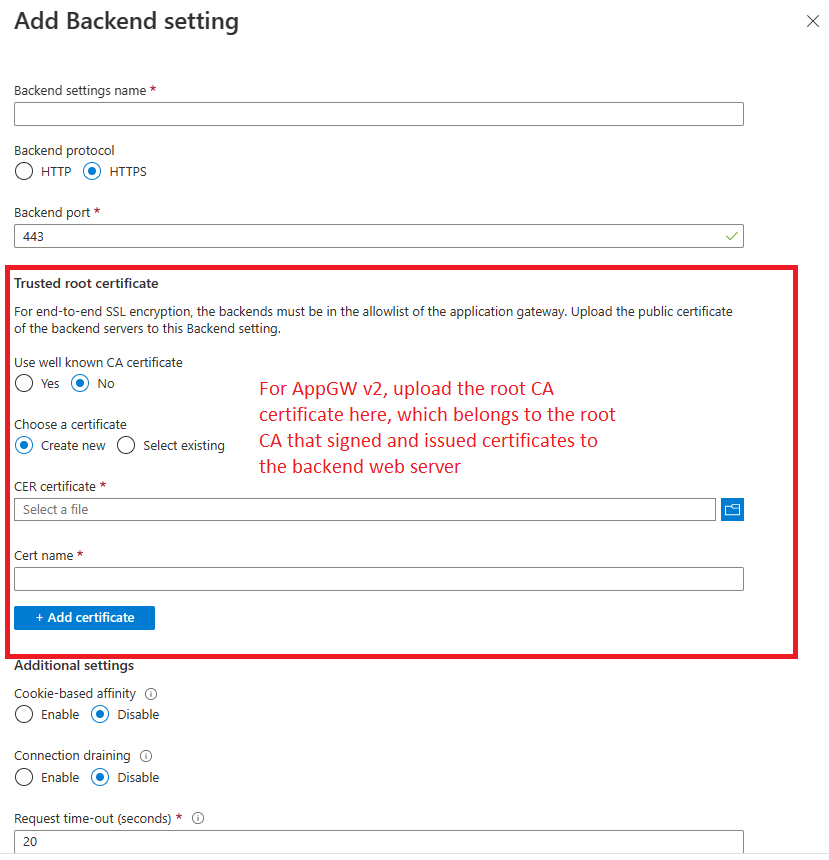 Add Backend setting
Backend settings name *
Backend protocol
HTTP HTTPS
Backend port *
443
Trusted root certificate
For end-to-end SSL encryption, the backends must be in the allowlist of the application gateway. Upload the public certificate
of the backend servers to this Backend setting.
Use well known CA certificate
Yes No
For AppGW v2, upload the root CA
certificate here, which belongs to the root
CA that signed and issued certificates to
the backend web server
Choose a certificate
Create new Select existing
CER certificate *
Select a file
Cert name *
+ Add certificate
Additional settings
Cookie-based affinity
Enable Disable
Connection draining
Enable Disable
Request time-out (seconds) *
20